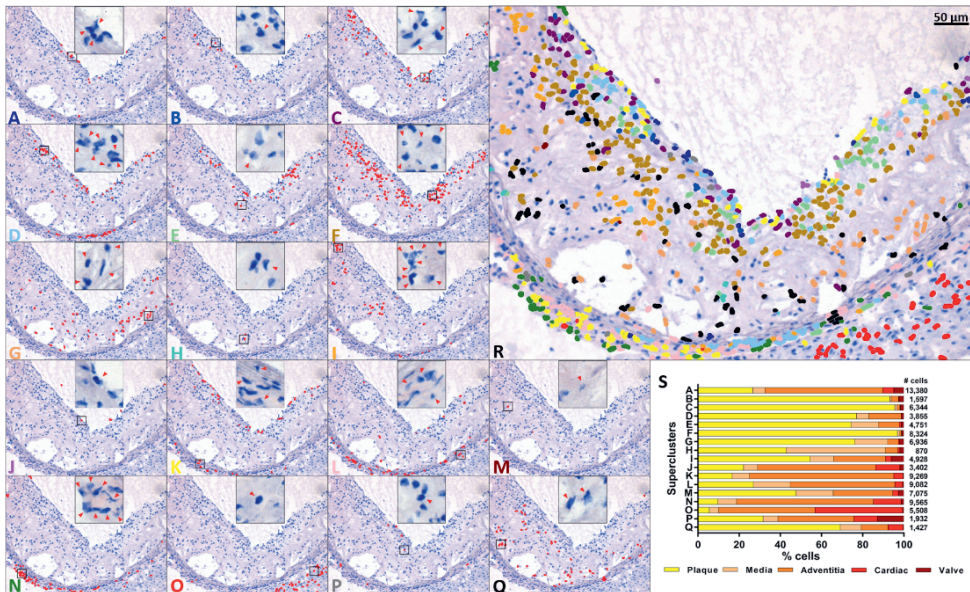 A
B
C
D
E
F
G
H
I
J
K
L
M
N
O
P
Q
50 µm
R
S
# cells
A 13,380
B 1,597
C 6,344
D 3,855
E 4,751
F 8,324
G 6,936
H 870
I 4,928
J 3,402
K 9,269
L 9,082
M 7,075
N 9,565
O 5,508
P 1,932
Q 1,427
Superclusters
0 20 40 60 80 100
% cells
Plaque Media Adventitia Cardiac Valve